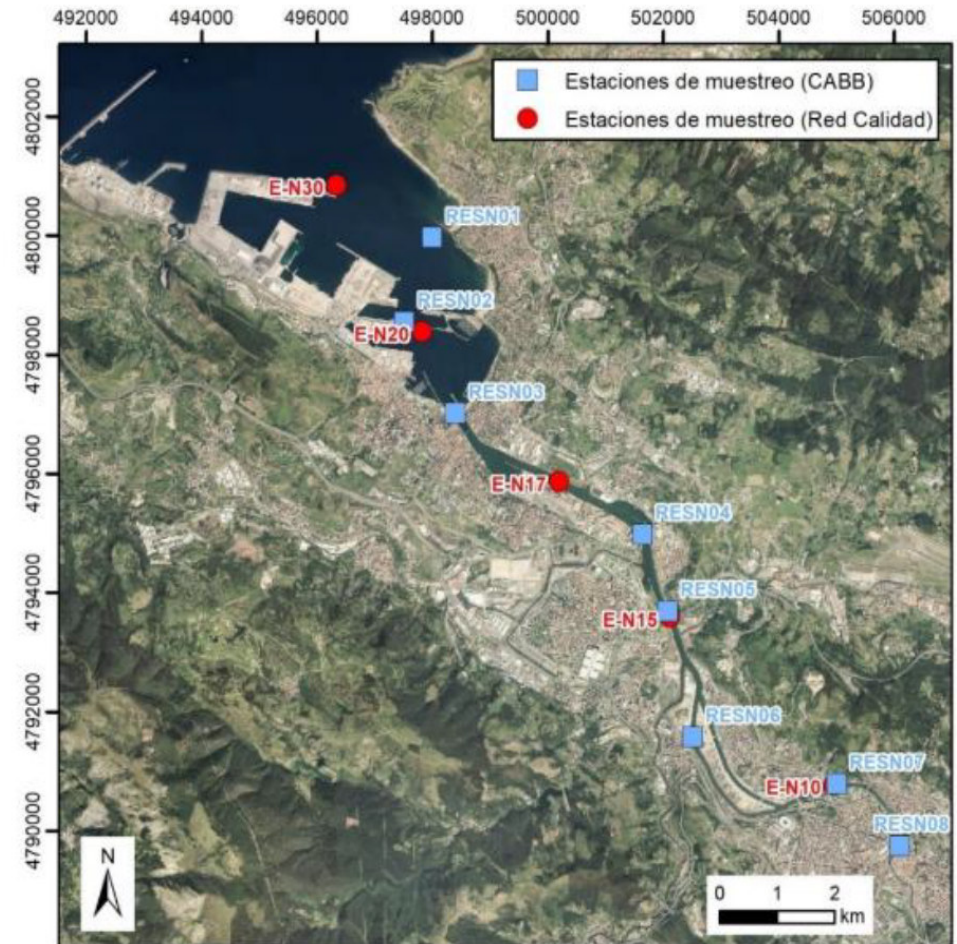 492000 494000 496000 498000 500000 502000 504000 506000
4802000
4800000
4798000
4796000
4794000
4792000
4790000
Estaciones de muestreo (CABB)
Estaciones de muestreo (Red Calidad)
E-N30
RESN01
RESN02
E-N20
RESN03
E-N17
RESN04
RESN05
E-N15
RESN06
RESN07
E-N10
RESN08
N
0 1 2
km